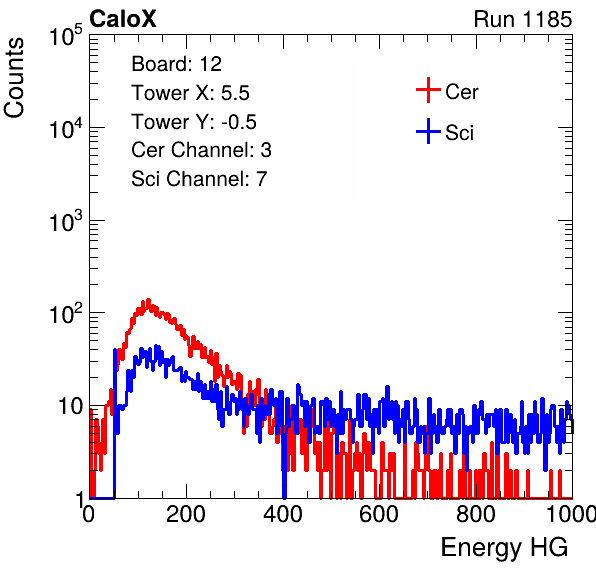 CaloX Run 1185
Counts
10^5
10^4
10^3
10^2
10
1
Board: 12
Tower X: 5.5
Tower Y: -0.5
Cer Channel: 3
Sci Channel: 7
Cer
Sci
0 200 400 600 800 1000
Energy HG